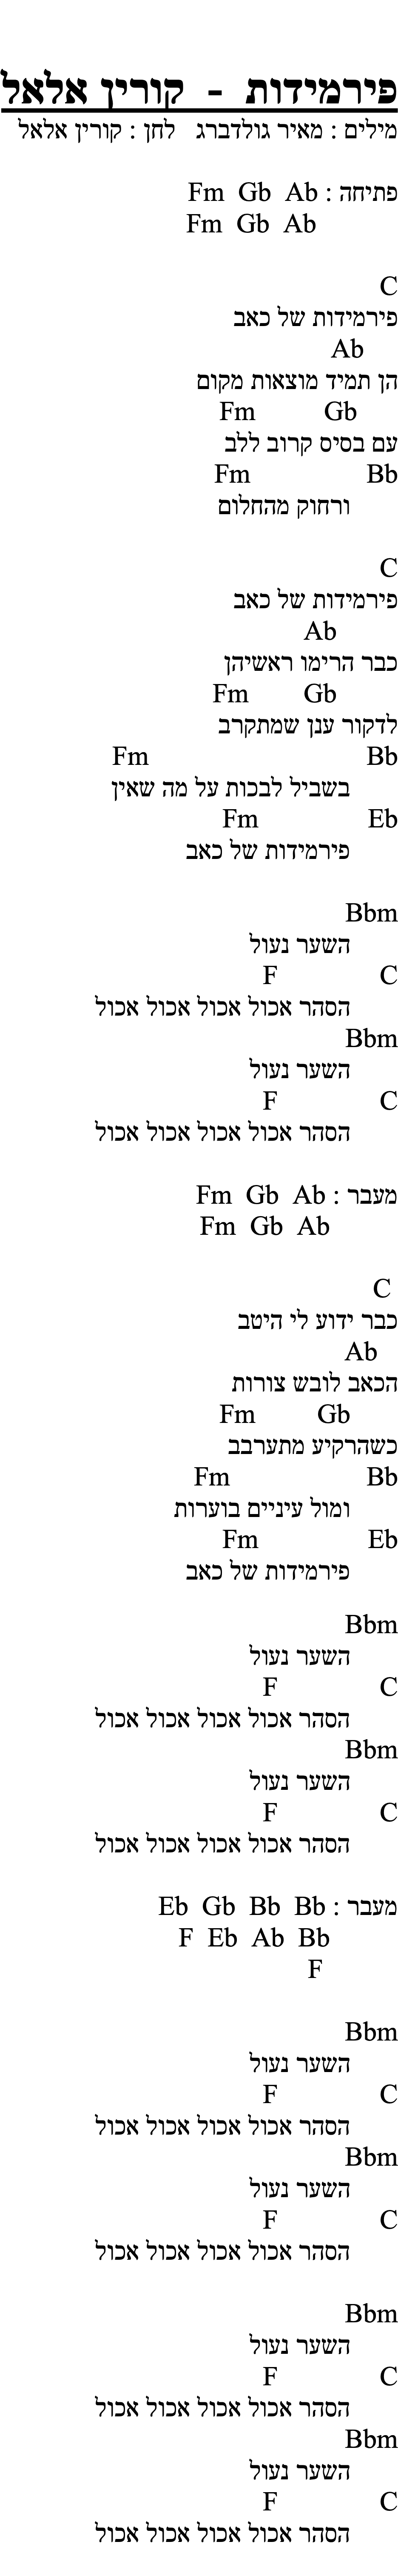 פירמידות - קורין אלאל
מילים : מאיר גולדברג לחן : קורין אלאל
פתיחה : Fm Gb Ab
Fm Gb Ab
C
פירמידות של כאב
Ab
הן תמיד מוצאות מקום
Fm Gb
עם בסיס קרוב ללב
Fm Bb
ורחוק מהחלום
C
פירמידות של כאב
Ab
כבר הרימו ראשיהן
Fm Gb
לדקור ענן שמתקרב
Fm Bb
בשביל לבכות על מה שאין
Fm Eb
פירמידות של כאב
Bbm
השער נעול
F C
הסהר אכול אכול אכול אכול
Bbm
השער נעול
F C
הסהר אכול אכול אכול אכול
מעבר : Fm Gb Ab
Fm Gb Ab
C
כבר ידוע לי היטב
Ab
הכאב לובש צורות
Fm Gb
כשהרקיע מתערבב
Fm Bb
ומול עיניים בוערות
Fm Eb
פירמידות של כאב
Bbm
השער נעול
F C
הסהר אכול אכול אכול אכול
Bbm
השער נעול
F C
הסהר אכול אכול אכול אכול
מעבר : Eb Gb Bb Bb
F Eb Ab Bb
F
Bbm
השער נעול
F C
הסהר אכול אכול אכול אכול
Bbm
השער נעול
F C
הסהר אכול אכול אכול אכול
Bbm
השער נעול
F C
הסהר אכול אכול אכול אכול
Bbm
השער נעול
F C
הסהר אכול אכול אכול אכול